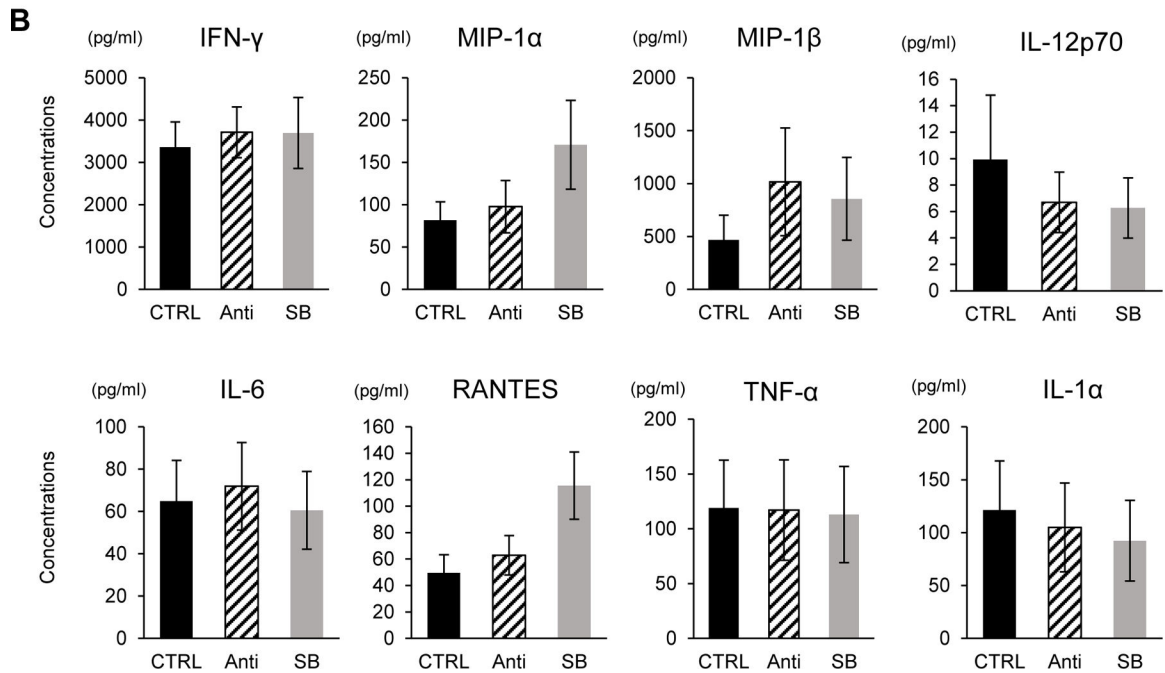 B
(pg/ml) IFN-γ
Concentrations
5000
4000
3000
2000
1000
0
CTRL Anti SB
(pg/ml) MIP-1α
250
200
150
100
50
0
CTRL Anti SB
(pg/ml) MIP-1β
2000
1500
1000
500
0
CTRL Anti SB
(pg/ml) IL-12p70
16
14
12
10
8
6
4
2
0
CTRL Anti SB
(pg/ml) IL-6
Concentrations
100
80
60
40
20
0
CTRL Anti SB
(pg/ml) RANTES
160
140
120
100
80
60
40
20
0
CTRL Anti SB
(pg/ml) TNF-α
200
150
100
50
0
CTRL Anti SB
(pg/ml) IL-1α
200
150
100
50
0
CTRL Anti SB